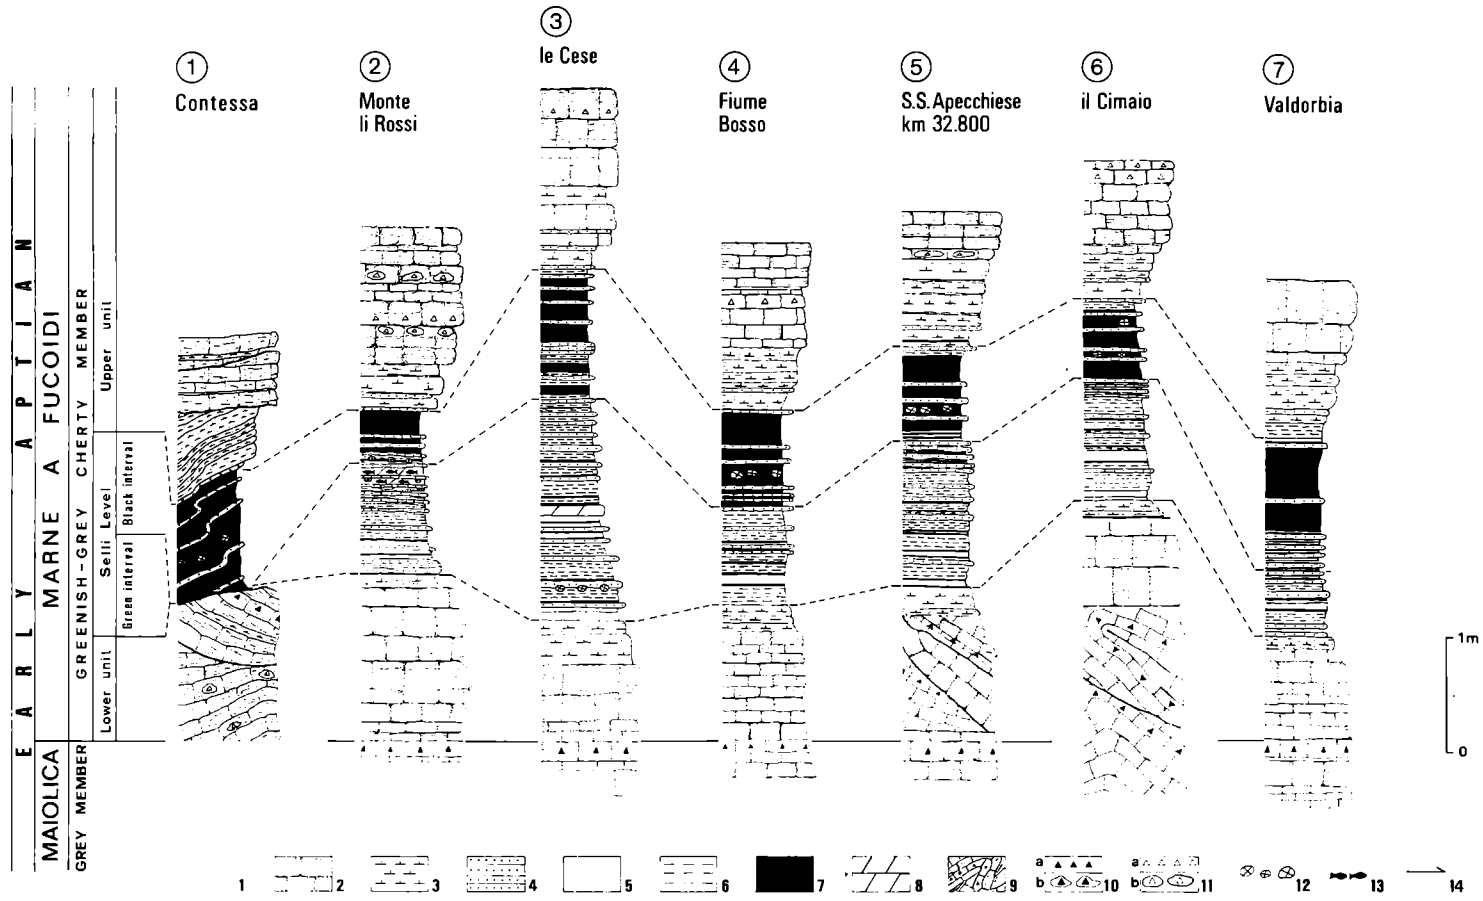 3
le Cese
1
Contessa
2
Monte
li Rossi
4
Fiume
Bosso
5
S.S. Apecchiese
km 32.800
6
il Cimaio
7
Valdorbia
EARLY APTIAN
MARNE A FUCOIDI
MAIOLICA
GREENISH-GREY CHERTY MEMBER
GREY MEMBER
Upper unit
Selli Level
Lower unit
Black interval
Green interval
1m
0
1
2
3
4
5
6
7
8
9
a
b
10
a
b
11
12
13
14